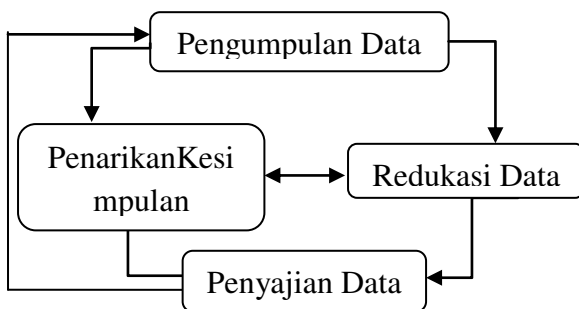 Pengumpulan Data
PenarikanKesi
mpulan
Redukasi Data
Penyajian Data